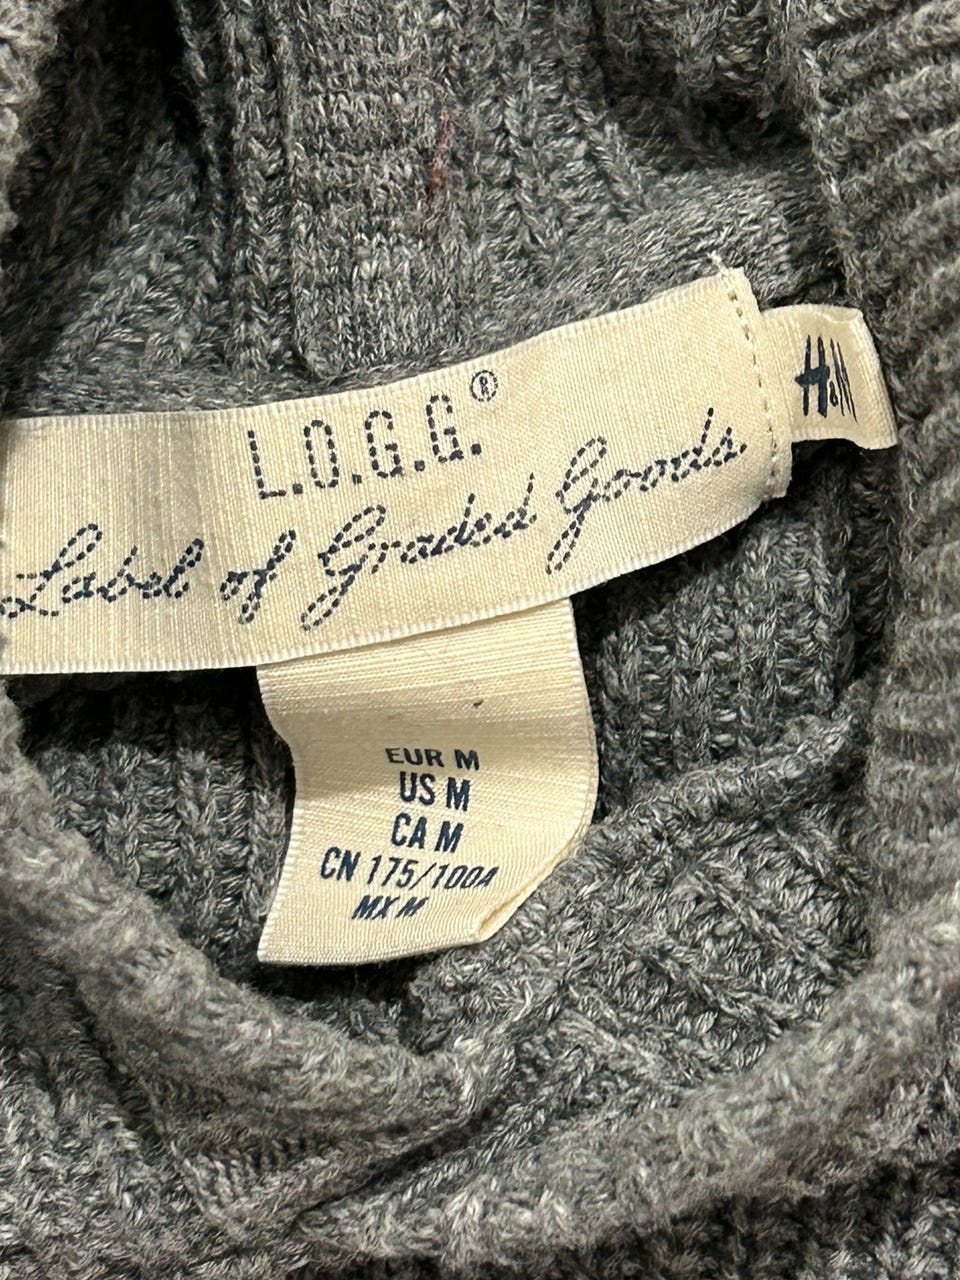 L.O.G.G.®
Label of Graded Goods
H&M
EUR M
US M
CA M
CN 175/100A
MX M